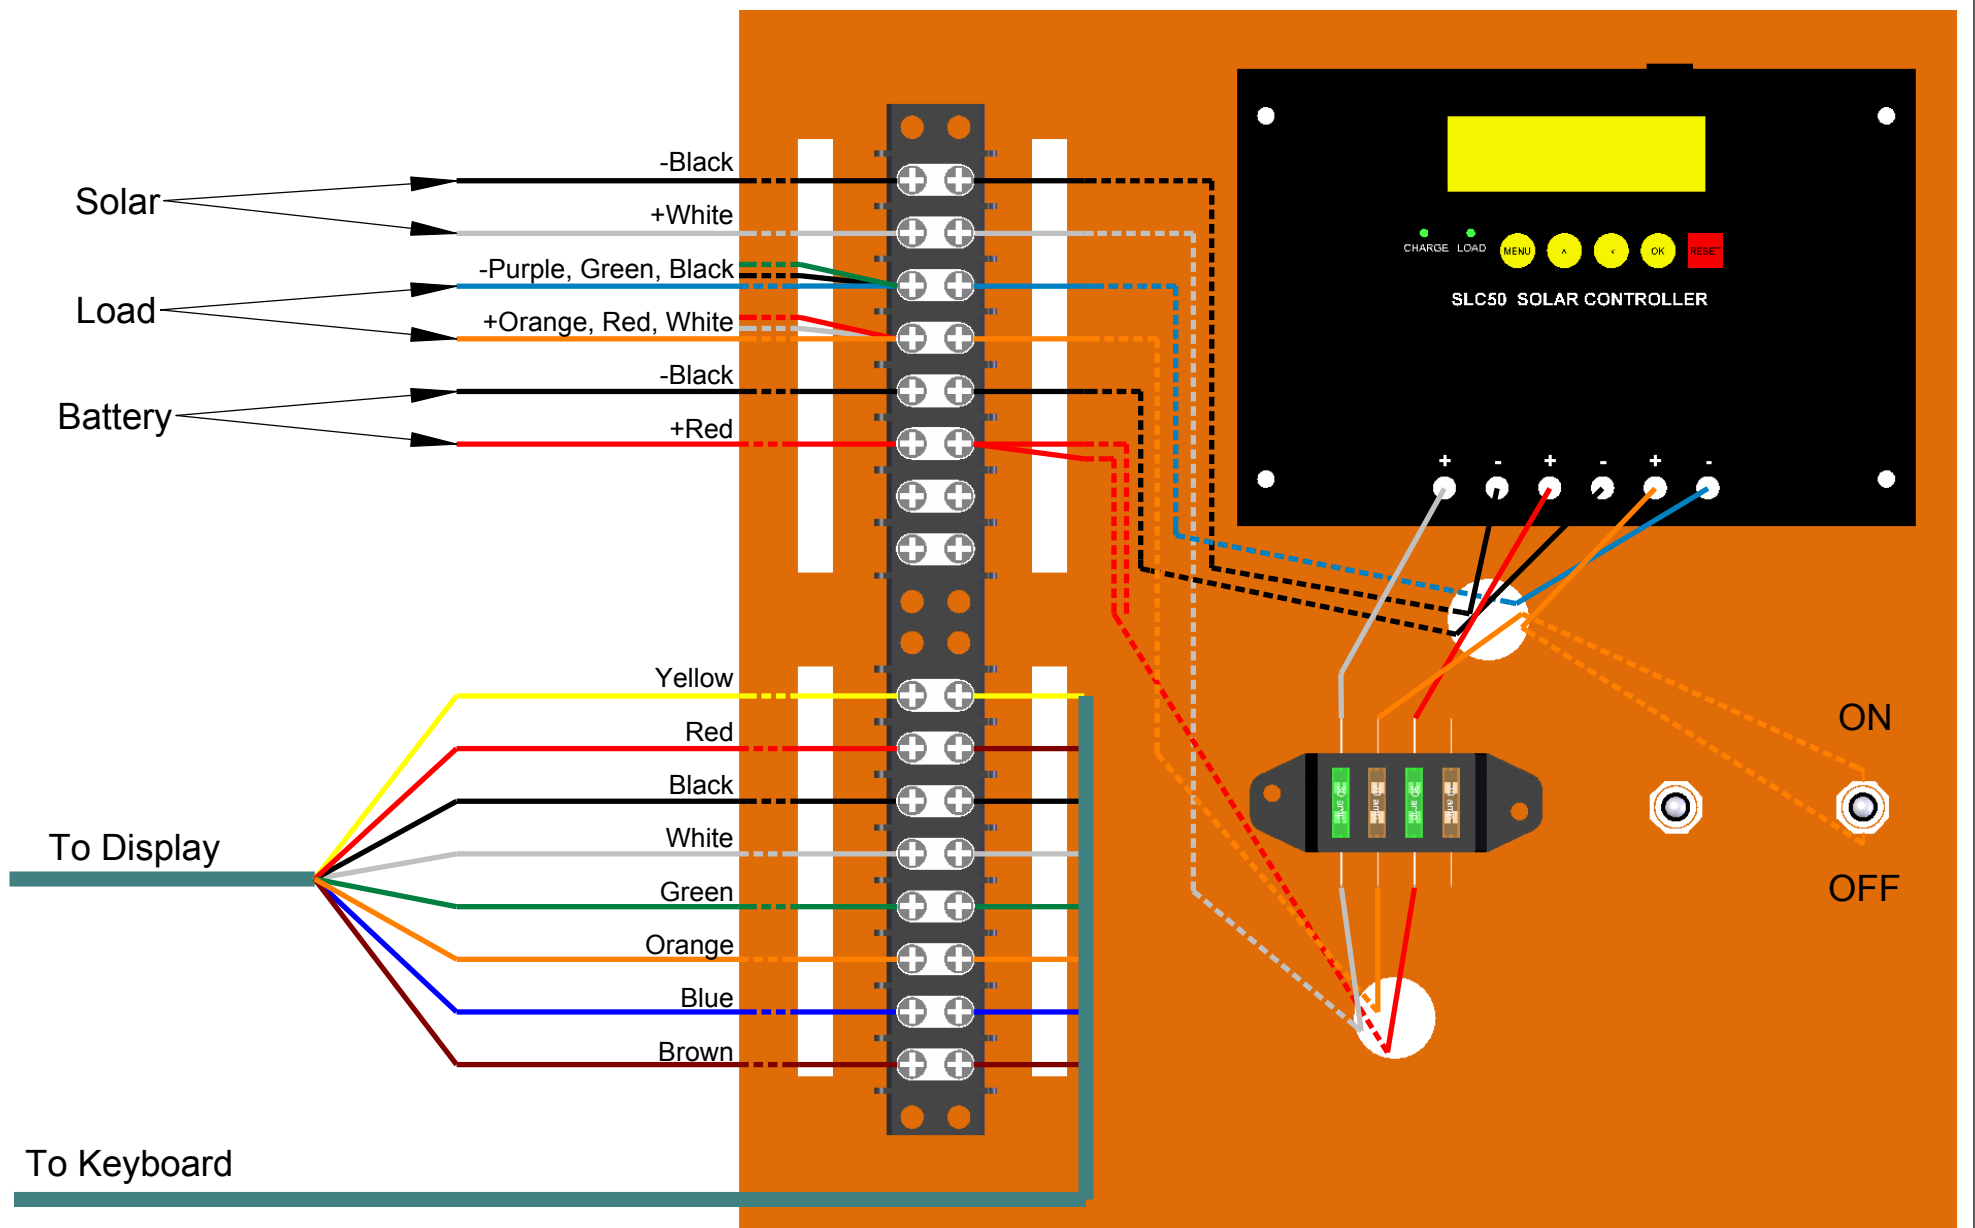 Solar
-Black
+White
-Purple, Green, Black
Load
+Orange, Red, White
-Black
Battery
+Red
CHARGE LOAD MENU ^ v OK RESET
SLC50 SOLAR CONTROLLER
+ - + - + -
Yellow
Red
Black
White
Green
Orange
Blue
Brown
To Display
To Keyboard
ON
OFF